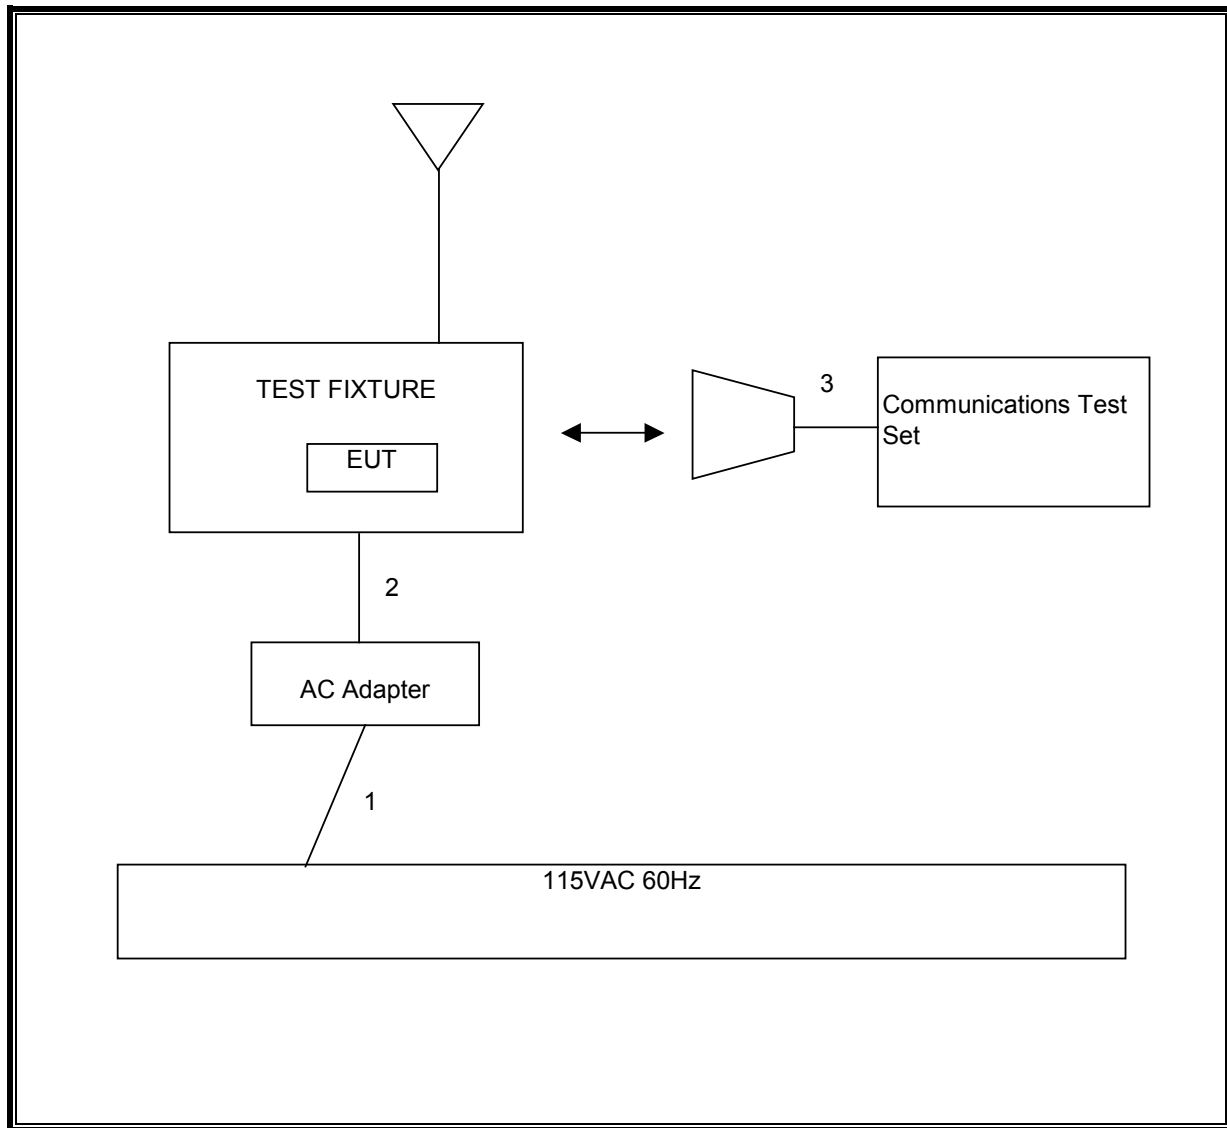 TEST FIXTURE
EUT
3
Communications Test
Set
2
AC Adapter
1
115VAC 60Hz